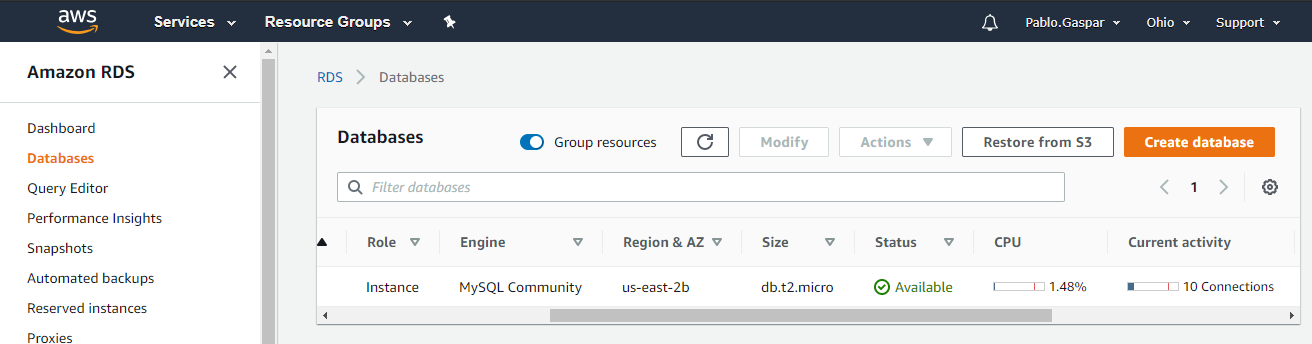 aws Services Resource Groups Pablo.Gaspar Ohio Support
Amazon RDS
RDS Databases
Dashboard
Databases
Query Editor
Performance Insights
Snapshots
Automated backups
Reserved instances
Proxies
Databases Group resources Modify Actions Restore from S3 Create database
Filter databases 1
Role Engine Region & AZ Size Status CPU Current activity
Instance MySQL Community us-east-2b db.t2.micro Available 1.48% 10 Connections